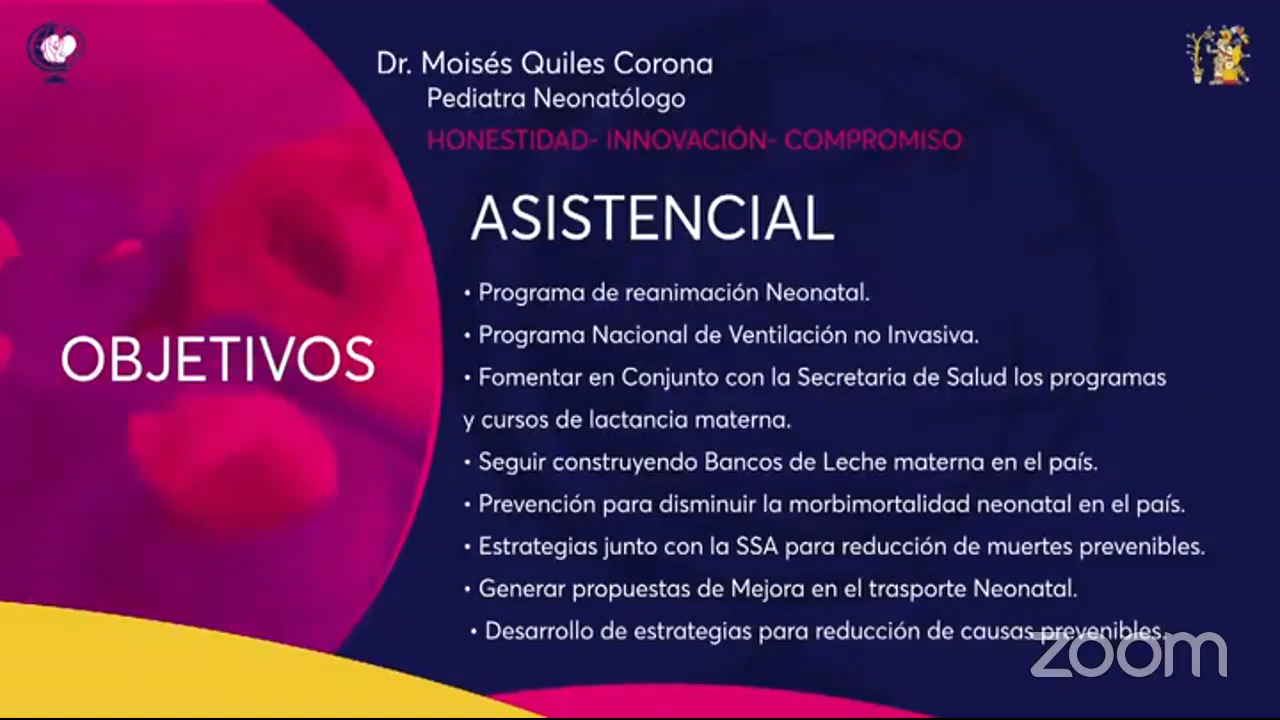 Dr. Moisés Quiles Corona
Pediatra Neonatólogo
HONESTIDAD- INNOVACIÓN- COMPROMISO
OBJETIVOS
ASISTENCIAL
• Programa de reanimación Neonatal.
• Programa Nacional de Ventilación no Invasiva.
• Fomentar en Conjunto con la Secretaria de Salud los programas
y cursos de lactancia materna.
• Seguir construyendo Bancos de Leche materna en el país.
• Prevención para disminuir la morbimortalidad neonatal en el país.
• Estrategias junto con la SSA para reducción de muertes prevenibles.
• Generar propuestas de Mejora en el trasporte Neonatal.
• Desarrollo de estrategias para reducción de causas prevenibles.
zoom